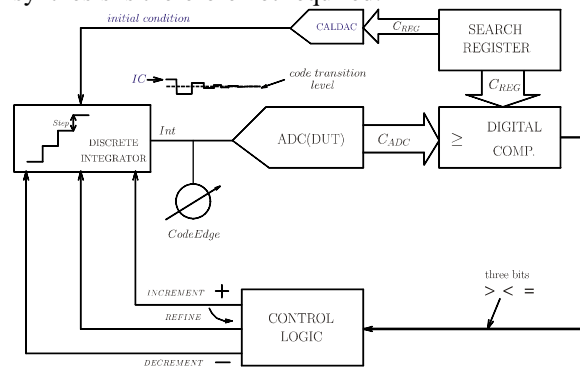 initial condition
CALDAC
C_REG
SEARCH
REGISTER
C_REG
IC
code transition
level
Step
DISCRETE
INTEGRATOR
Int
ADC(DUT)
C_ADC
≥
DIGITAL
COMP.
CodeEdge
three bits
> < =
INCREMENT +
REFINE
DECREMENT −
CONTROL
LOGIC